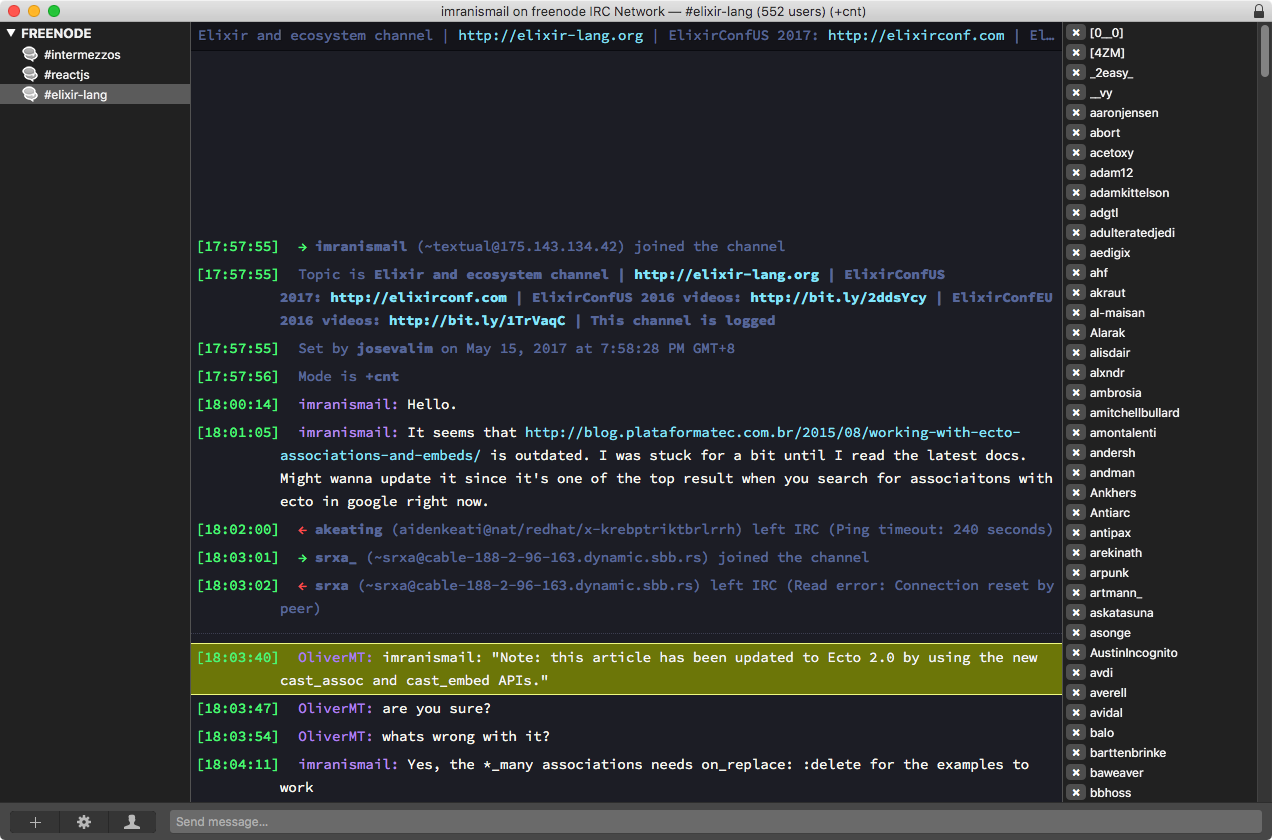 imranismail on freenode IRC Network — #elixir-lang (552 users) (+cnt)
FREENODE
#intermezzos
#reactjs
#elixir-lang
Elixir and ecosystem channel | http://elixir-lang.org | ElixirConfUS 2017: http://elixirconf.com | El…
[17:57:55] → imranismail (~textual@175.143.134.42) joined the channel
[17:57:55] Topic is Elixir and ecosystem channel | http://elixir-lang.org | ElixirConfUS
2017: http://elixirconf.com | ElixirConfUS 2016 videos: http://bit.ly/2ddsYcy | ElixirConfEU
2016 videos: http://bit.ly/1TrVaqC | This channel is logged
[17:57:55] Set by josevalim on May 15, 2017 at 7:58:28 PM GMT+8
[17:57:56] Mode is +cnt
[18:00:14] imranismail: Hello.
[18:01:05] imranismail: It seems that http://blog.plataformatec.com.br/2015/08/working-with-ecto-
associations-and-embeds/ is outdated. I was stuck for a bit until I read the latest docs.
Might wanna update it since it's one of the top result when you search for associaitons with
ecto in google right now.
[18:02:00] ← akeating (aidenkeati@nat/redhat/x-krebptriktbrlrrh) left IRC (Ping timeout: 240 seconds)
[18:03:01] → srxa_ (~srxa@cable-188-2-96-163.dynamic.sbb.rs) joined the channel
[18:03:02] ← srxa (~srxa@cable-188-2-96-163.dynamic.sbb.rs) left IRC (Read error: Connection reset by
peer)
[18:03:40] OliverMT: imranismail: "Note: this article has been updated to Ecto 2.0 by using the new
cast_assoc and cast_embed APIs."
[18:03:47] OliverMT: are you sure?
[18:03:54] OliverMT: whats wrong with it?
[18:04:11] imranismail: Yes, the *_many associations needs on_replace: :delete for the examples to
work
Send message...
[0__0]
[4ZM]
_2easy_
__vy
aaronjensen
abort
acetoxy
adam12
adamkittelson
adgtl
adulteratedjedi
aedigix
ahf
akraut
al-maisan
Alarak
alisdair
alxndr
ambrosia
amitchellbullard
amontalenti
andersh
andman
Ankhers
Antiarc
antipax
arekinath
arpunk
artmann_
askatasuna
asonge
AustinIncognito
avdi
averell
avidal
balo
barttenbrinke
baweaver
bbhoss